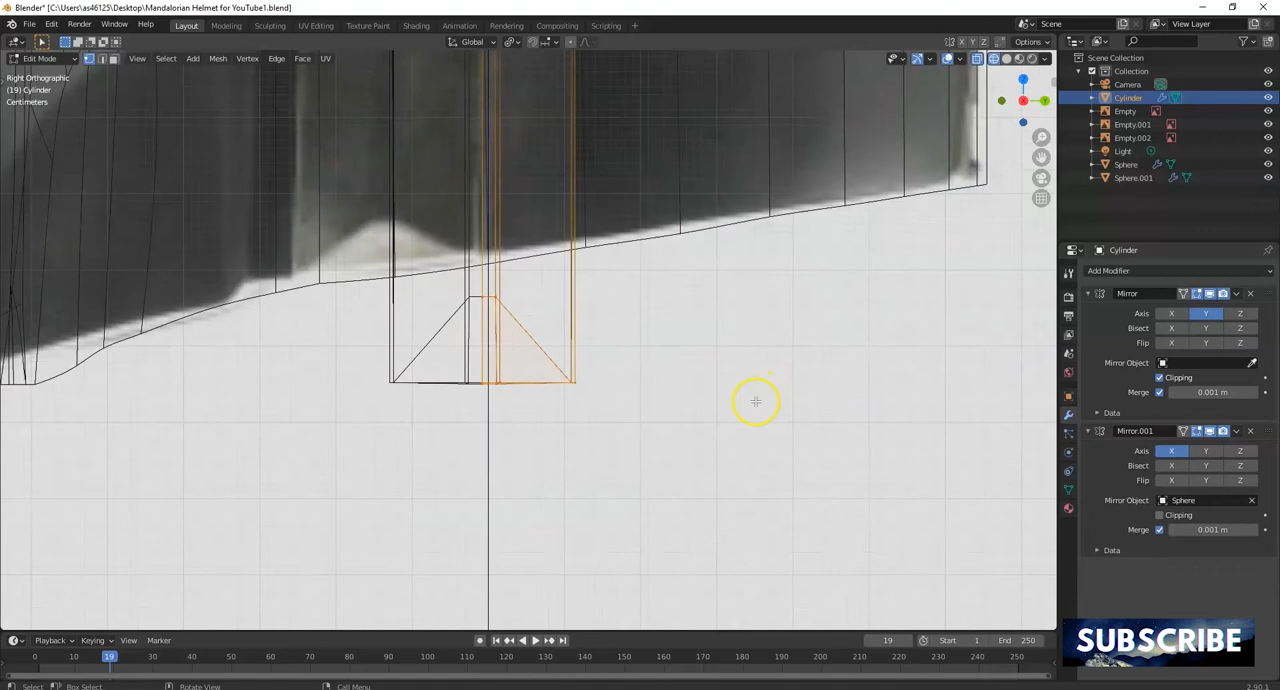 Blender* [C:\Users\as46125\Desktop\Mandalorian Helmet for YouTube1.blend]
File Edit Render Window Help Layout Modeling Sculpting UV Editing Texture Paint Shading Animation Rendering Compositing Scripting Scene View Layer
Global X Y Z Options
Edit Mode View Select Add Mesh Vertex Edge Face UV
Right Orthographic
(19) Cylinder
Centimeters
Z
X
Y
Scene Collection
Collection
Camera
Cylinder
Empty
Empty.001
Empty.002
Light
Sphere
Sphere.001
Cylinder
Add Modifier
Mirror
Axis X Y Z
Bisect X Y Z
Flip X Y Z
Mirror Object
Clipping
Merge 0.001 m
Data
Mirror.001
Axis X Y Z
Bisect X Y Z
Flip X Y Z
Mirror Object Sphere
Clipping
Merge 0.001 m
Data
Playback Keying View Marker 19 Start 1 End 250
0 10 19 30 40 50 60 70 80 90 100 110 120 130 140 150 160 170 180 190 200 210 220 230 240 250
SUBSCRIBE
Select Box Select Rotate View Call Menu 2.90.1